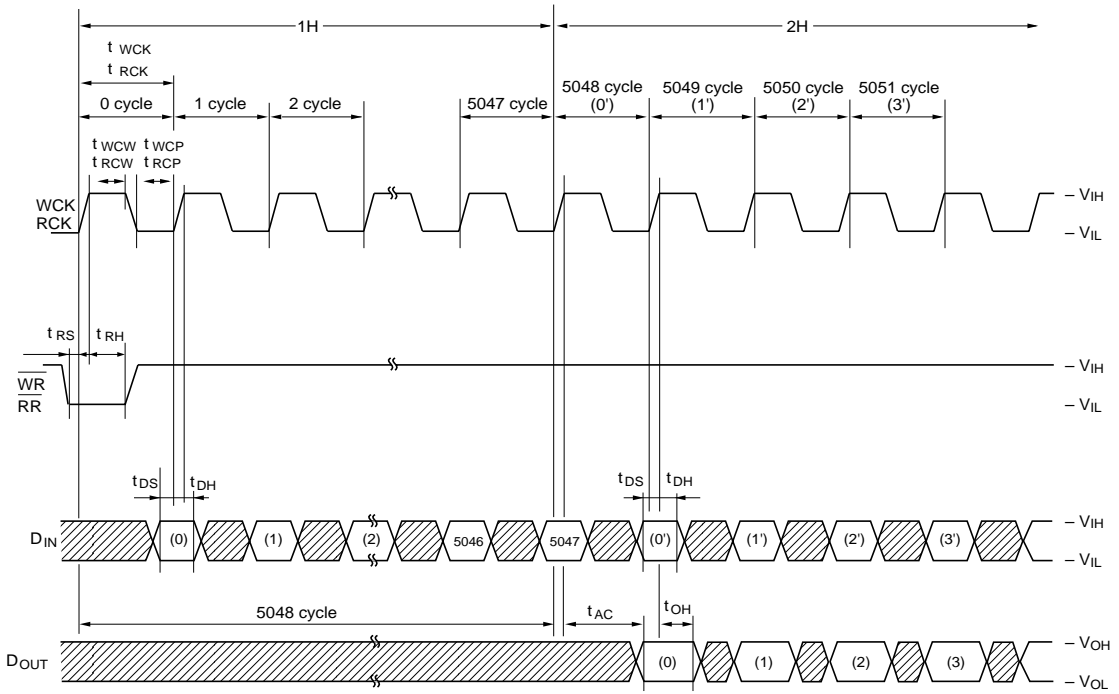 1H 2H
t WCK
t RCK
0 cycle 1 cycle 2 cycle 5047 cycle 5048 cycle (0') 5049 cycle (1') 5050 cycle (2') 5051 cycle (3')
t WCW t WCP
t RCW t RCP
WCK
RCK
– VIH
– VIL
t RS t RH
WR
RR
– VIH
– VIL
tDS tDH tDS tDH
DIN (0) (1) (2) 5046 5047 (0') (1') (2') (3')
– VIH
– VIL
5048 cycle tAC tOH
DOUT (0) (1) (2) (3)
– VOH
– VOL